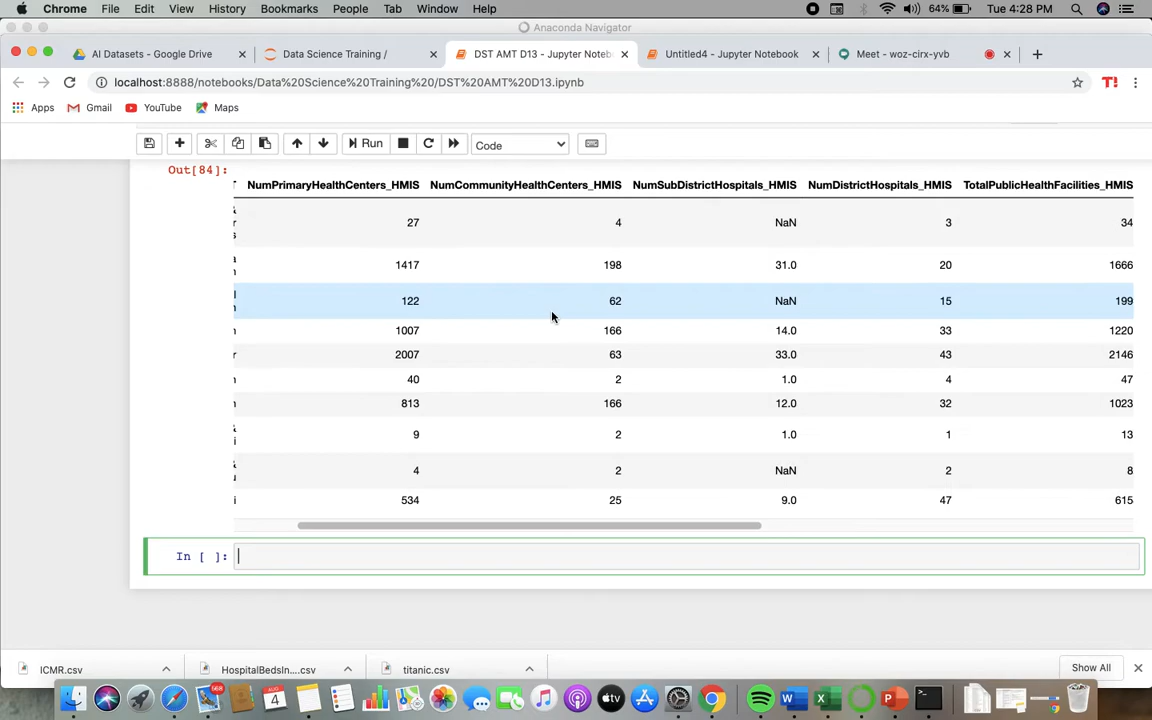 Chrome File Edit View History Bookmarks People Tab Window Help 64% Tue 4:28 PM
Anaconda Navigator
AI Datasets - Google Drive × Data Science Training / × DST AMT D13 - Jupyter Noteb × Untitled4 - Jupyter Notebook × Meet - woz-cirx-yvb × +
localhost:8888/notebooks/Data%20Science%20Training%20/DST%20AMT%20D13.ipynb T!
Apps Gmail YouTube Maps
Run Code
Out[84]:
NumPrimaryHealthCenters_HMIS NumCommunityHealthCenters_HMIS NumSubDistrictHospitals_HMIS NumDistrictHospitals_HMIS TotalPublicHealthFacilities_HMIS
&
r 27 4 NaN 3 34
s
a
n 1417 198 31.0 20 1666
l
n 122 62 NaN 15 199
n 1007 166 14.0 33 1220
r 2007 63 33.0 43 2146
n 40 2 1.0 4 47
n 813 166 12.0 32 1023
&
i 9 2 1.0 1 13
&
u 4 2 NaN 2 8
i 534 25 9.0 47 615
In [ ]:
ICMR.csv HospitalBedsIn....csv titanic.csv Show All
568 AUG 4 tv W X P